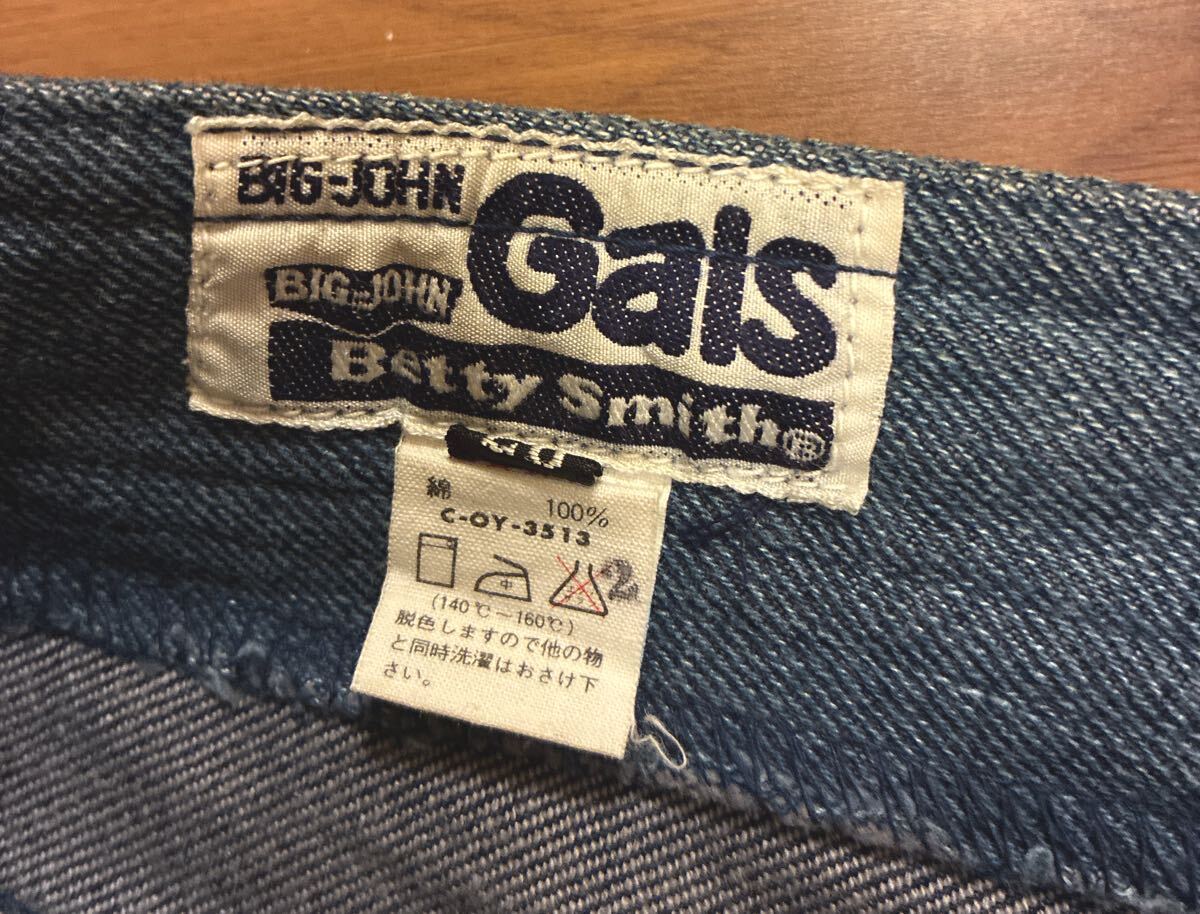 BIG-JOHN
Gals
BIG-JOHN
Betty Smith®
綿 100%
C-OY-3513
2
(140℃~160℃)
脱色しますので他の物
と同時洗濯はおさけ下
さい。